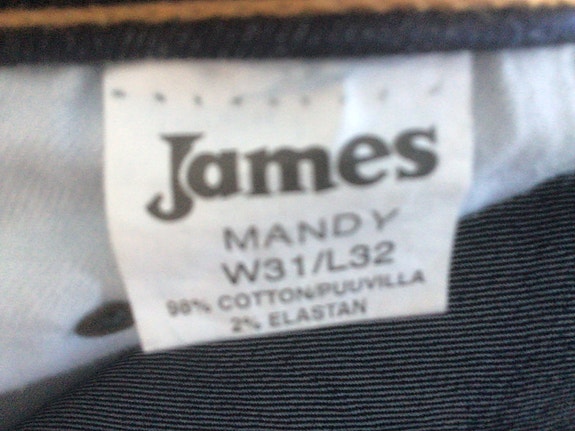 James
MANDY
W31/L32
98% COTTON/PUUVILLA
2% ELASTAN